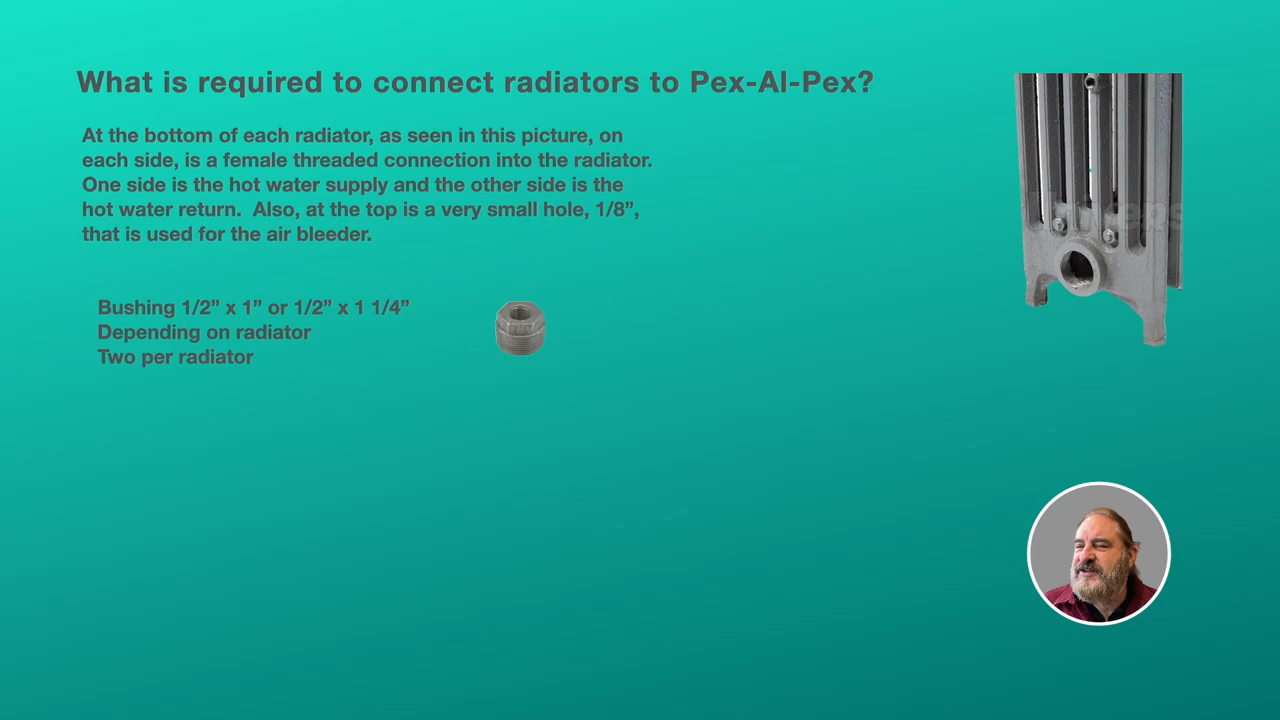 What is required to connect radiators to Pex-Al-Pex?
At the bottom of each radiator, as seen in this picture, on
each side, is a female threaded connection into the radiator.
One side is the hot water supply and the other side is the
hot water return.  Also, at the top is a very small hole, 1/8”,
that is used for the air bleeder.
Bushing 1/2” x 1” or 1/2” x 1 1/4”
Depending on radiator
Two per radiator